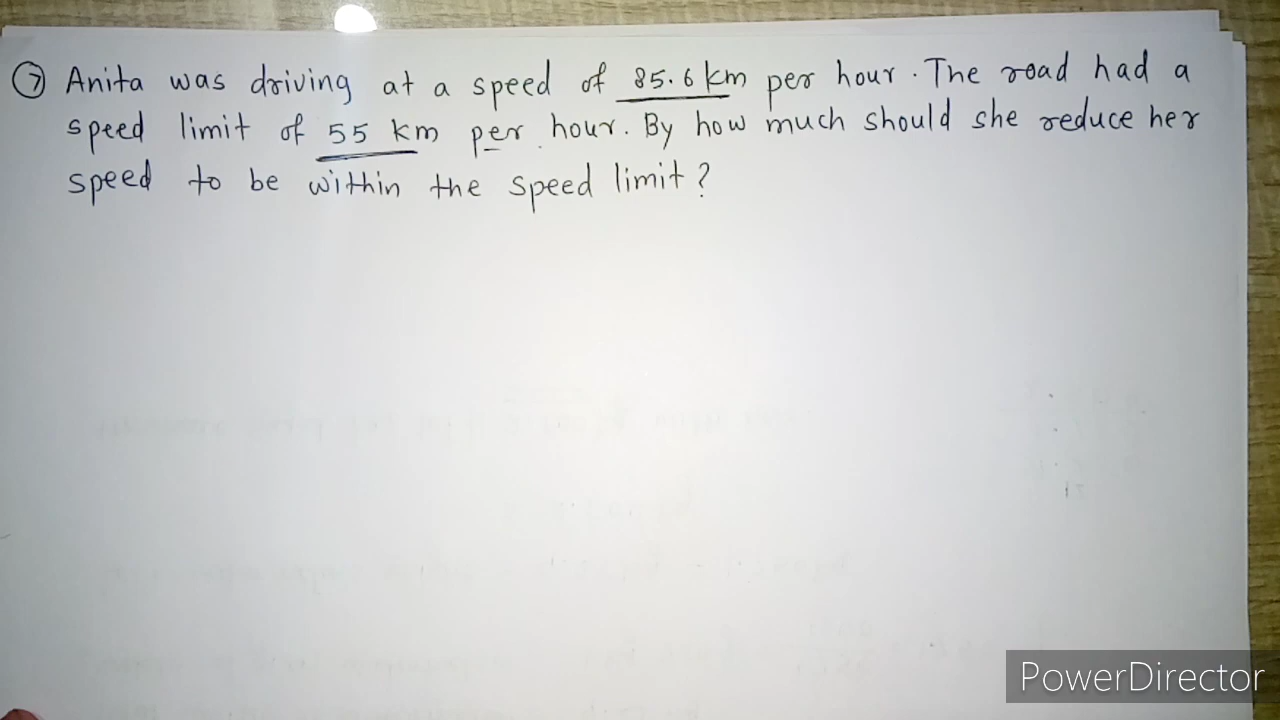 ⑦ Anita was driving at a speed of 85.6 km per hour. The road had a
speed limit of 55 km per hour. By how much should she reduce her
speed to be within the speed limit?
PowerDirector